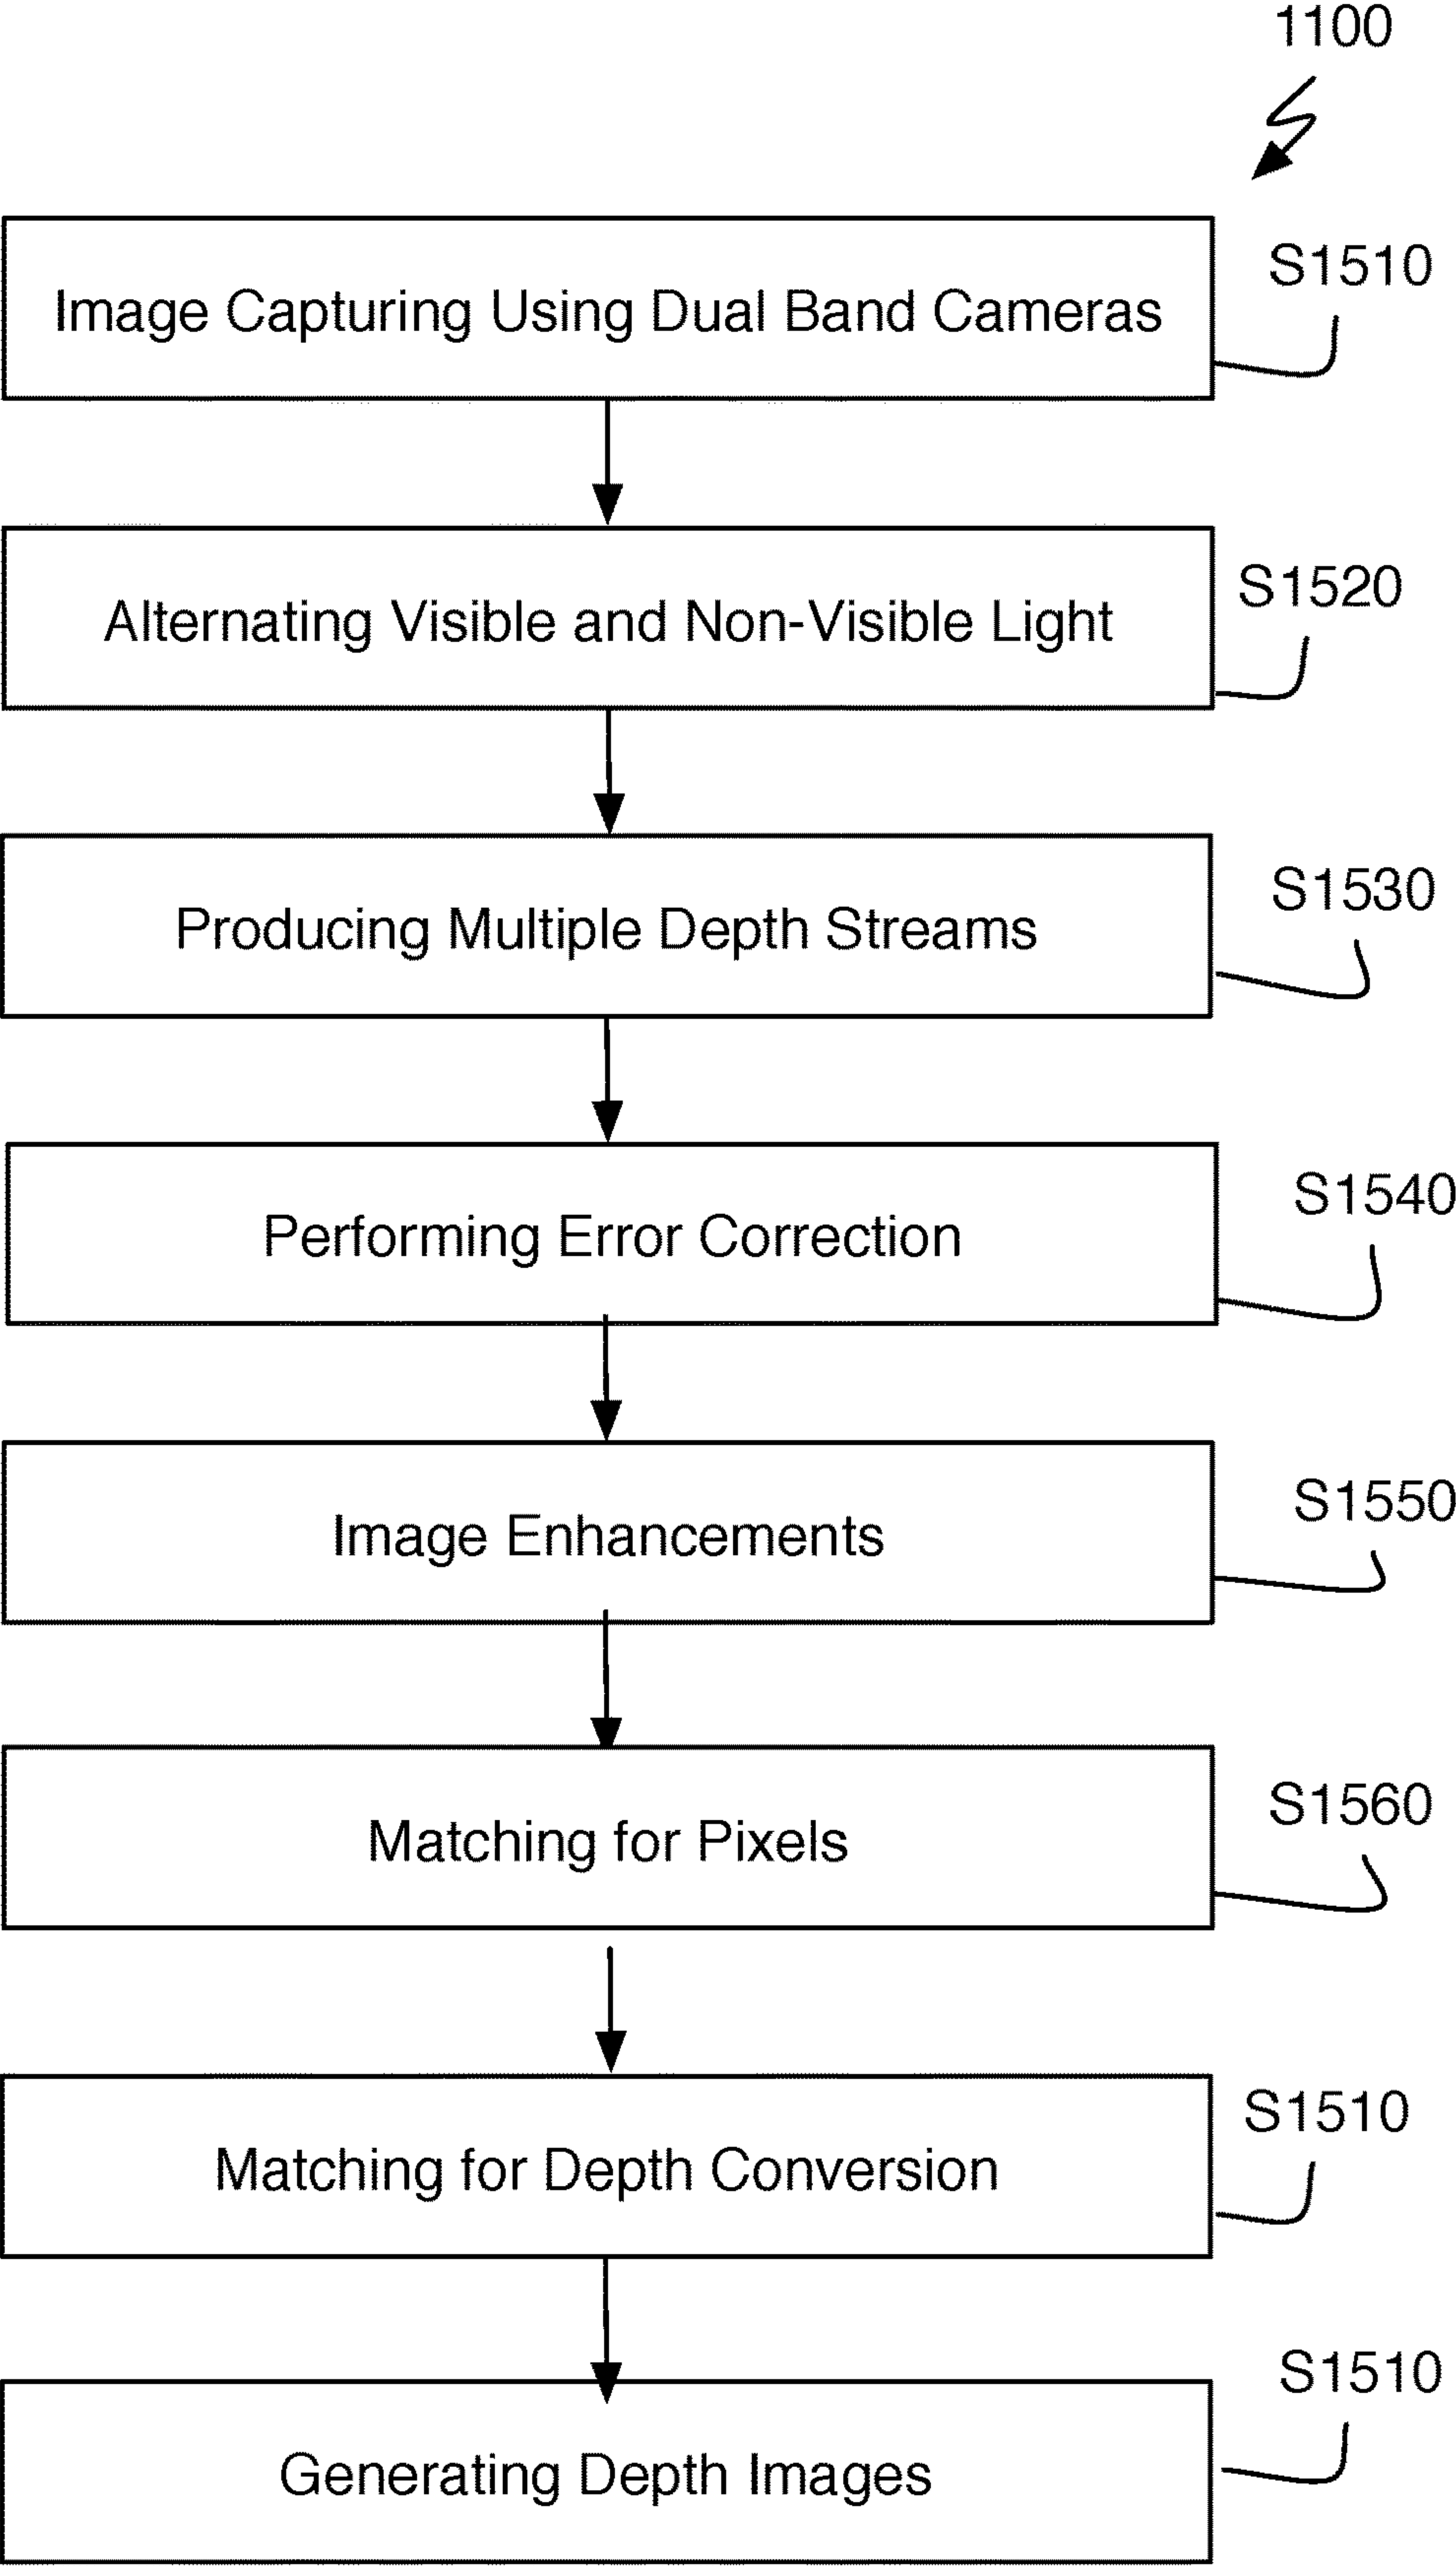 1100
Image Capturing Using Dual Band Cameras
S1510
Alternating Visible and Non-Visible Light
S1520
Producing Multiple Depth Streams
S1530
Performing Error Correction
S1540
Image Enhancements
S1550
Matching for Pixels
S1560
Matching for Depth Conversion
S1510
Generating Depth Images
S1510